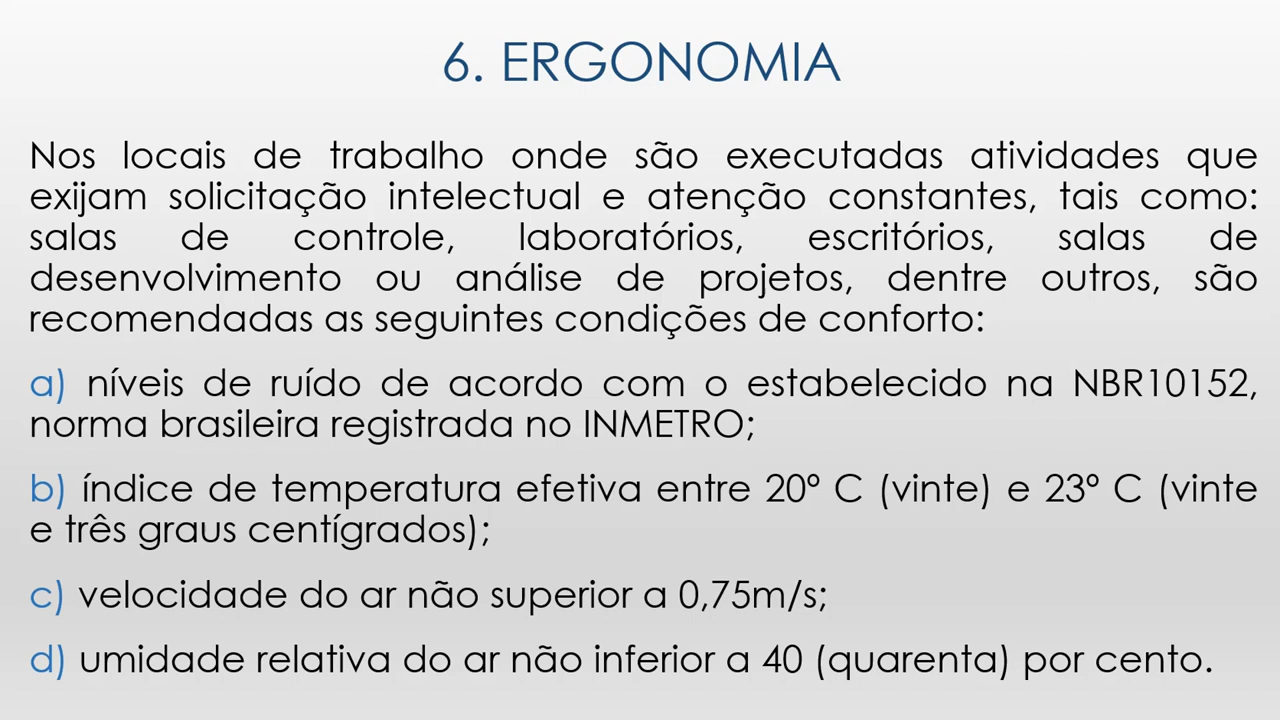 6. ERGONOMIA
Nos locais de trabalho onde são executadas atividades que
exijam solicitação intelectual e atenção constantes, tais como:
salas de controle, laboratórios, escritórios, salas de
desenvolvimento ou análise de projetos, dentre outros, são
recomendadas as seguintes condições de conforto:
a) níveis de ruído de acordo com o estabelecido na NBR10152,
norma brasileira registrada no INMETRO;
b) índice de temperatura efetiva entre 20º C (vinte) e 23º C (vinte
e três graus centígrados);
c) velocidade do ar não superior a 0,75m/s;
d) umidade relativa do ar não inferior a 40 (quarenta) por cento.